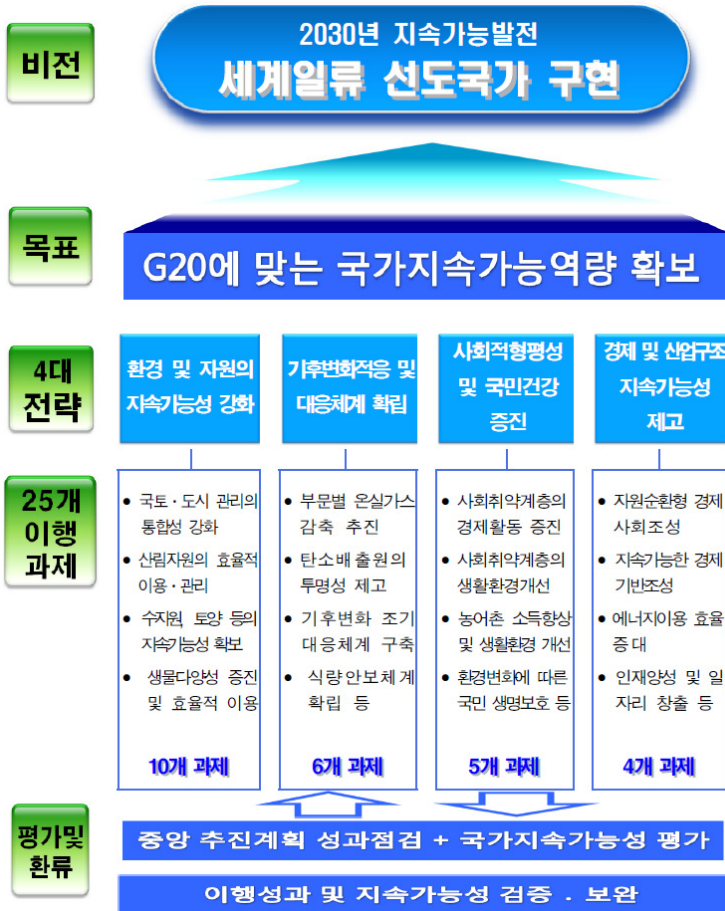 비전
2030년 지속가능발전
세계일류 선도국가 구현
목표
G20에 맞는 국가지속가능역량 확보
4대
전략
환경 및 자원의
지속가능성 강화
기후변화적응 및
대응체계 확립
사회적형평성
및 국민건강
증진
경제 및 산업구조
지속가능성
제고
25개
이행
과제
• 국토·도시 관리의
통합성 강화
• 산림자원의 효율적
이용·관리
• 수자원, 토양 등의
지속가능성 확보
• 생물다양성 증진
및 효율적 이용
10개 과제
• 부문별 온실가스
감축 추진
• 탄소배출원의
투명성 제고
• 기후변화 조기
대응체계 구축
• 식량안보체계
확립 등
6개 과제
• 사회취약계층의
경제활동 증진
• 사회취약계층의
생활환경개선
• 농어촌 소득향상
및 생활환경 개선
• 환경변화에 따른
국민 생명보호 등
5개 과제
• 자원순환형 경제
사회조성
• 지속가능한 경제
기반조성
• 에너지이용 효율
증대
• 인재양성 및 일
자리 창출 등
4개 과제
평가및
환류
중앙 추진계획 성과점검 + 국가지속가능성 평가
이행성과 및 지속가능성 검증 . 보완